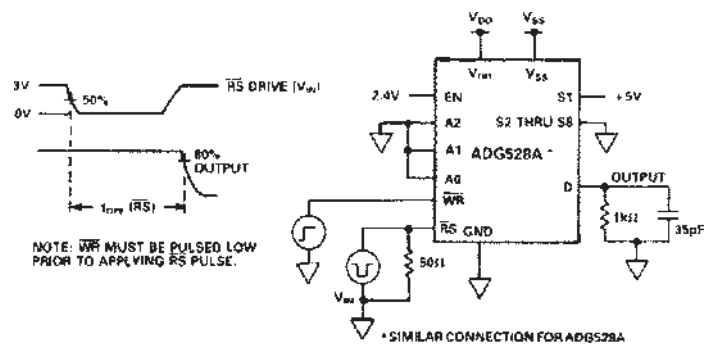 3V
0V
50%
RS DRIVE (VIN)
80%
OUTPUT
tOFF (RS)
NOTE: WR MUST BE PULSED LOW
PRIOR TO APPLYING RS PULSE.
VDD
VSS
VDD
VSS
2.4V
EN
S1
+5V
A2
S2 THRU S8
A1
ADG528A *
A0
WR
D
OUTPUT
RS
GND
1kΩ
35pF
50Ω
VIN
* SIMILAR CONNECTION FOR ADG529A